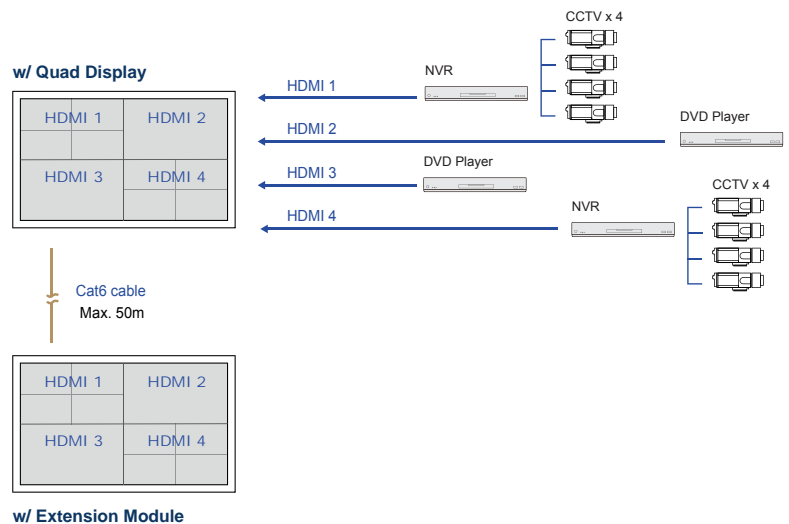 CCTV x 4
w/ Quad Display
NVR
HDMI 1
HDMI 1
HDMI 2
HDMI 2
DVD Player
DVD Player
HDMI 3
HDMI 4
HDMI 3
CCTV x 4
HDMI 4
NVR
Cat6 cable
Max. 50m
HDMI 1
HDMI 2
HDMI 3
HDMI 4
w/ Extension Module